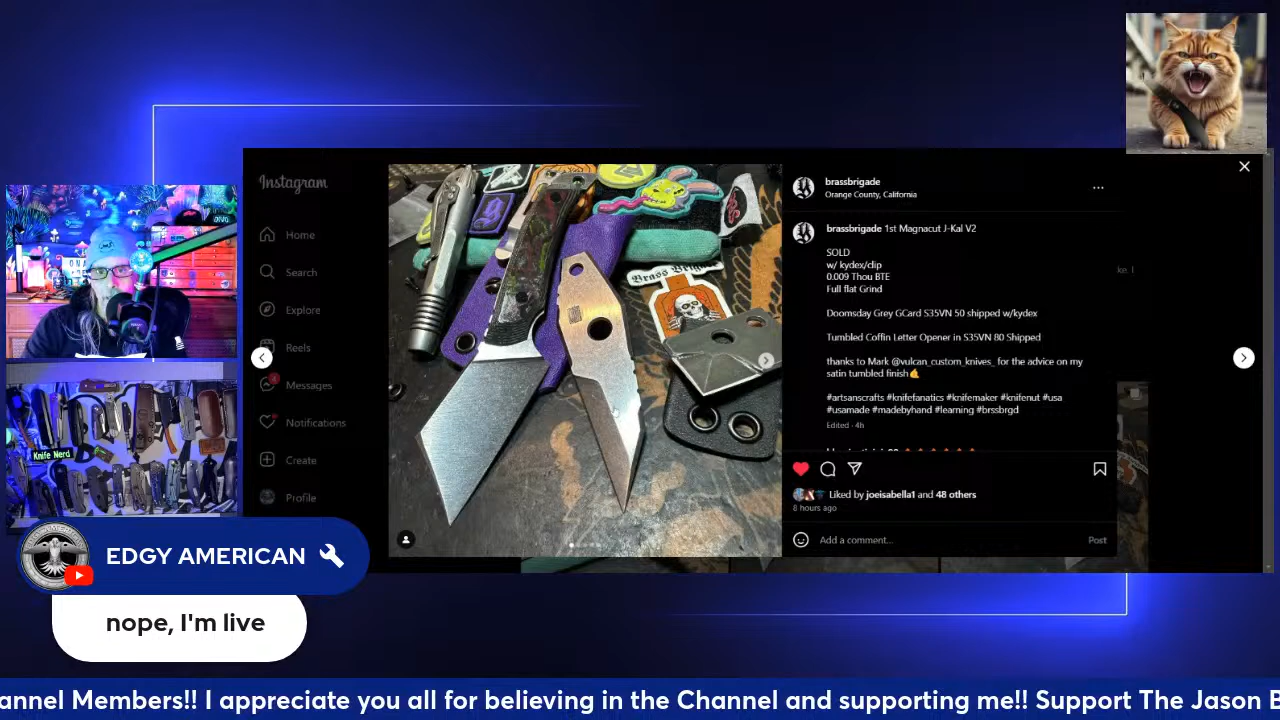 Instagram
Home
Search
Explore
Reels
Messages
Notifications
Create
Profile
Brass Brigade
brassbrigade
Orange County, California
brassbrigade 1st Magnacut J-Kal V2
SOLD
w/ kydex/clip
0.009 Thou BTE
Full flat Grind
Doomsday Grey GCard S35VN 50 shipped w/kydex
Tumbled Coffin Letter Opener in S35VN 80 Shipped
thanks to Mark @vulcan_custom_knives_ for the advice on my
satin tumbled finish🤙
#artsanscrafts #knifefanatics #knifemaker #knifenut #usa
#usamade #madebyhand #learning #brssbrgd
Edited · 4h
Liked by joeisabella1 and 48 others
8 hours ago
Add a comment...
Post
Knife Nerd
EDGY AMERICAN
nope, I'm live
annel Members!! I appreciate you all for believing in the Channel and supporting me!! Support The Jason B